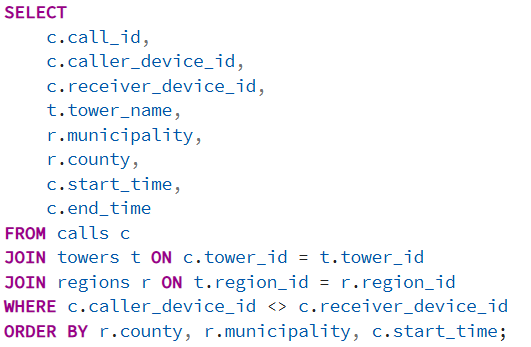 SELECT
    c.call_id,
    c.caller_device_id,
    c.receiver_device_id,
    t.tower_name,
    r.municipality,
    r.county,
    c.start_time,
    c.end_time
FROM calls c
JOIN towers t ON c.tower_id = t.tower_id
JOIN regions r ON t.region_id = r.region_id
WHERE c.caller_device_id <> c.receiver_device_id
ORDER BY r.county, r.municipality, c.start_time;